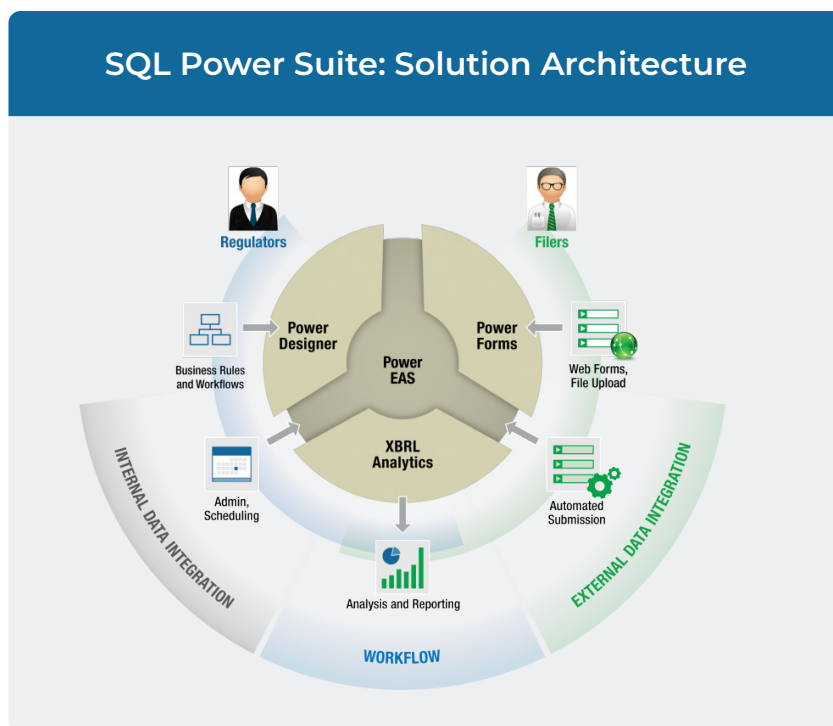 SQL Power Suite: Solution Architecture
Regulators
Filers
Power
Designer
Power
Forms
Power
EAS
Business Rules
and Workflows
Web Forms,
File Upload
XBRL
Analytics
Admin,
Scheduling
Automated
Submission
Analysis and Reporting
INTERNAL DATA INTEGRATION
WORKFLOW
EXTERNAL DATA INTEGRATION